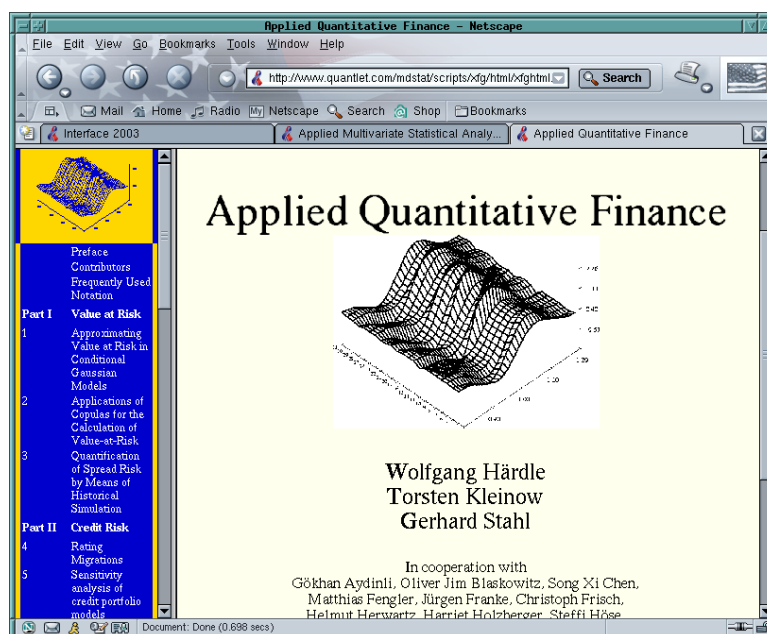 Applied Quantitative Finance - Netscape
File Edit View Go Bookmarks Tools Window Help
http://www.quantlet.com/mdstat/scripts/xfg/html/xfghtml. Search
Mail Home Radio My Netscape Search Shop Bookmarks
Interface 2003 Applied Multivariate Statistical Analy... Applied Quantitative Finance
Preface
Contributors
Frequently Used
Notation
Part I Value at Risk
1 Approximating
Value at Risk in
Conditional
Gaussian
Models
2 Applications of
Copulas for the
Calculation of
Value-at-Risk
3 Quantification
of Spread Risk
by Means of
Historical
Simulation
Part II Credit Risk
4 Rating
Migrations
5 Sensitivity
analysis of
credit portfolio
models
Applied Quantitative Finance
Wolfgang Härdle
Torsten Kleinow
Gerhard Stahl
In cooperation with
Gökhan Aydinli, Oliver Jim Blaskowitz, Song Xi Chen,
Matthias Fengler, Jürgen Franke, Christoph Frisch,
Helmut Herwartz, Harriet Holzberger, Steffi Höse,
Document: Done (0.698 secs)